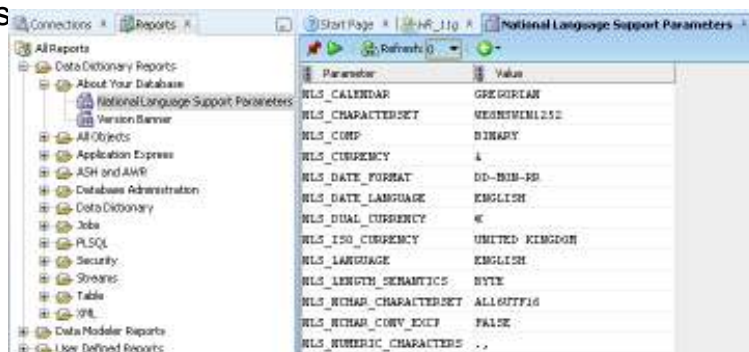 s
Connections
Reports
All Reports
Data Dictionary Reports
About Your Database
National Language Support Parameters
Version Banner
All Objects
Application Express
ASH and AWR
Database Administration
Data Dictionary
Jobs
PLSQL
Security
Streams
Table
XML
Data Modeler Reports
User Defined Reports
Start Page
HR_11g
National Language Support Parameters
Refresh: 0
Parameter Value
NLS_CALENDAR GREGORIAN
NLS_CHARACTERSET WE8MSWIN1252
NLS_COMP BINARY
NLS_CURRENCY
NLS_DATE_FORMAT DD-MON-RR
NLS_DATE_LANGUAGE ENGLISH
NLS_DUAL_CURRENCY
NLS_ISO_CURRENCY UNITED KINGDOM
NLS_LANGUAGE ENGLISH
NLS_LENGTH_SEMANTICS BYTE
NLS_NCHAR_CHARACTERSET AL16UTF16
NLS_NCHAR_CONV_EXCP FALSE
NLS_NUMERIC_CHARACTERS .,